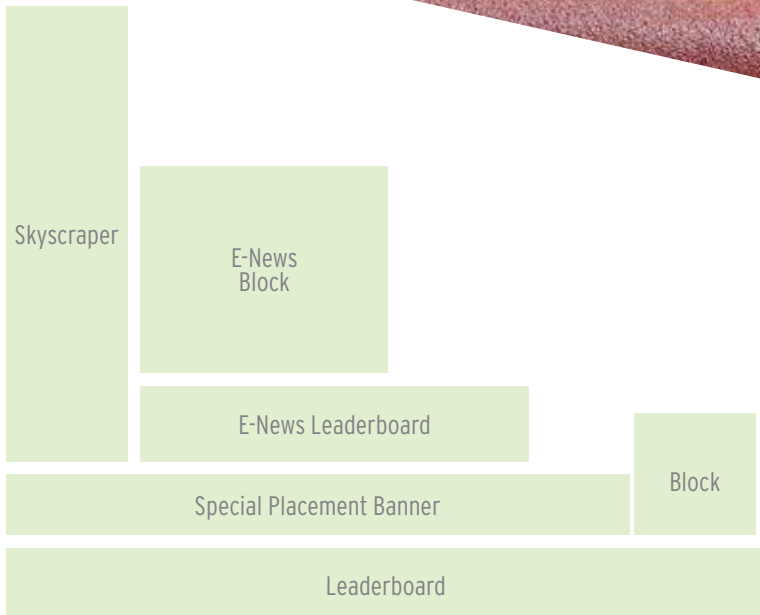 Skyscraper
E-News
Block
E-News Leaderboard
Block
Special Placement Banner
Leaderboard